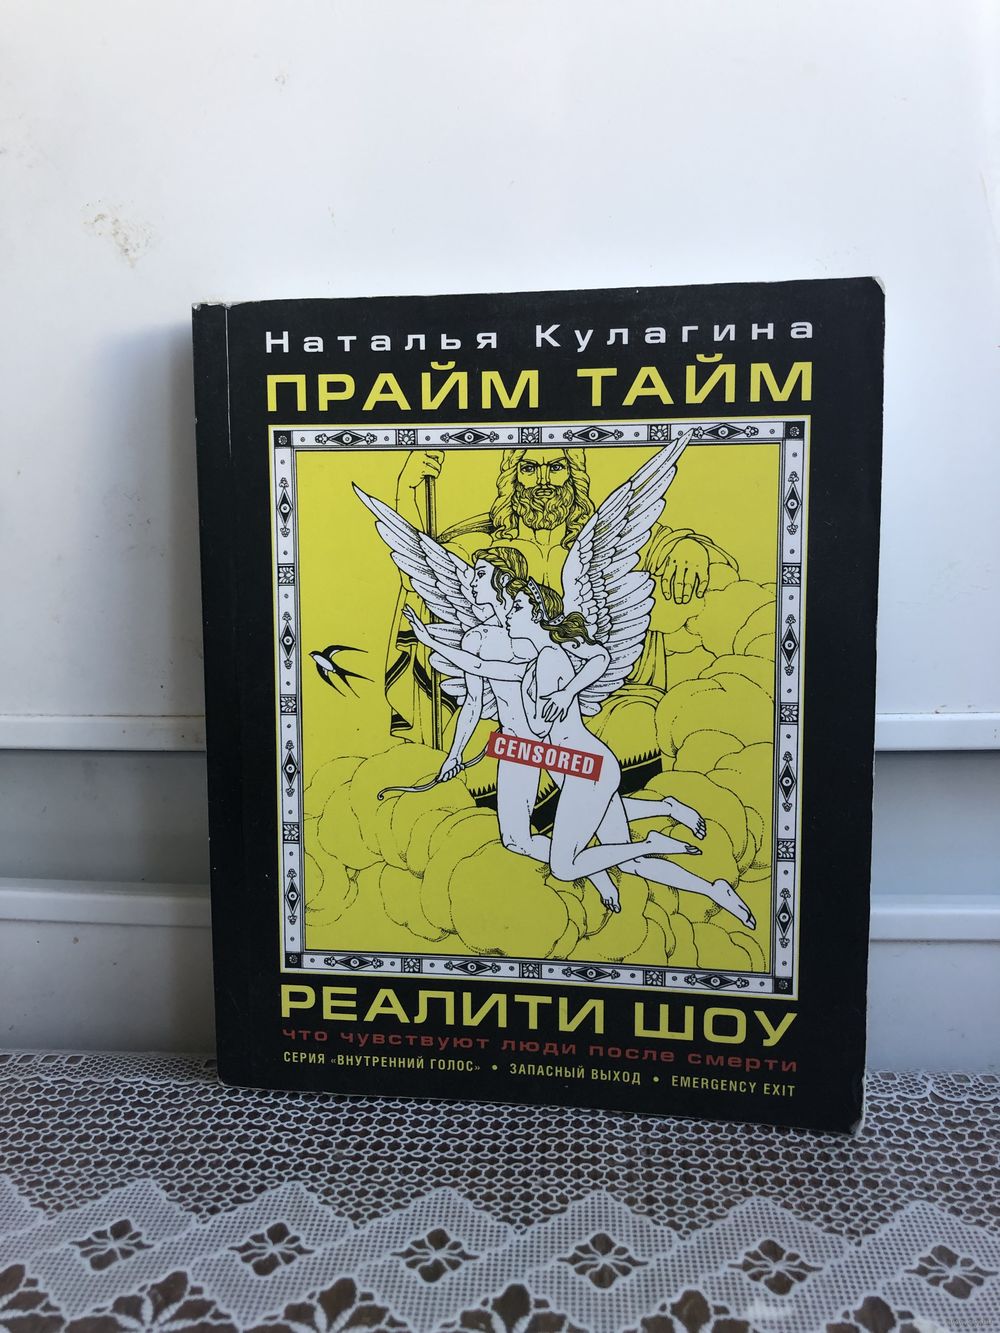 Наталья Кулагина
ПРАЙМ ТАЙМ
CENSORED
РЕАЛИТИ ШОУ
что чувствуют люди после смерти
СЕРИЯ «ВНУТРЕННИЙ ГОЛОС» • ЗАПАСНЫЙ ВЫХОД • EMERGENCY EXIT